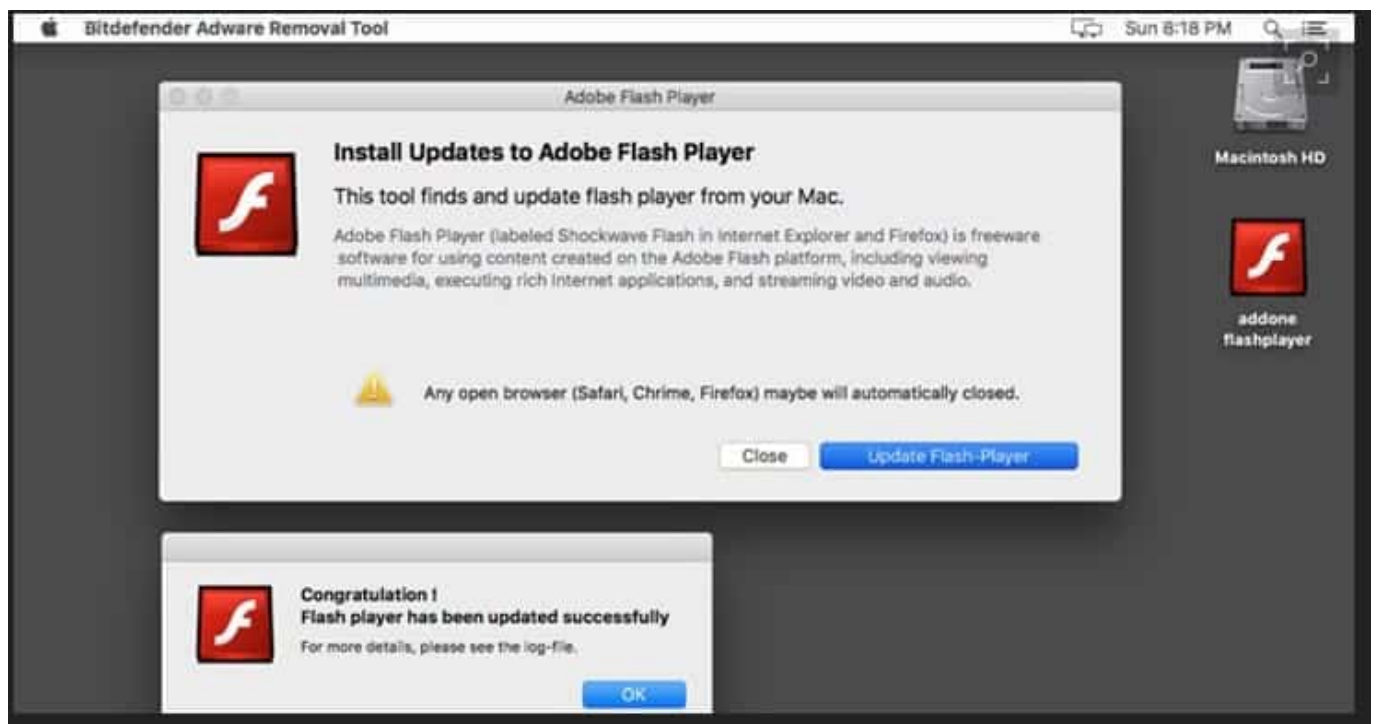 Bitdefender Adware Removal Tool
Sun 8:18 PM
Adobe Flash Player
Install Updates to Adobe Flash Player
This tool finds and update flash player from your Mac.
Adobe Flash Player (labeled Shockwave Flash in Internet Explorer and Firefox) is freeware
software for using content created on the Adobe Flash platform, including viewing
multimedia, executing rich Internet applications, and streaming video and audio.
Any open browser (Safari, Chrime, Firefox) maybe will automatically closed.
Close
Update Flash-Player
Macintosh HD
addone
flashplayer
Congratulation !
Flash player has been updated successfully
For more details, please see the log-file.
OK